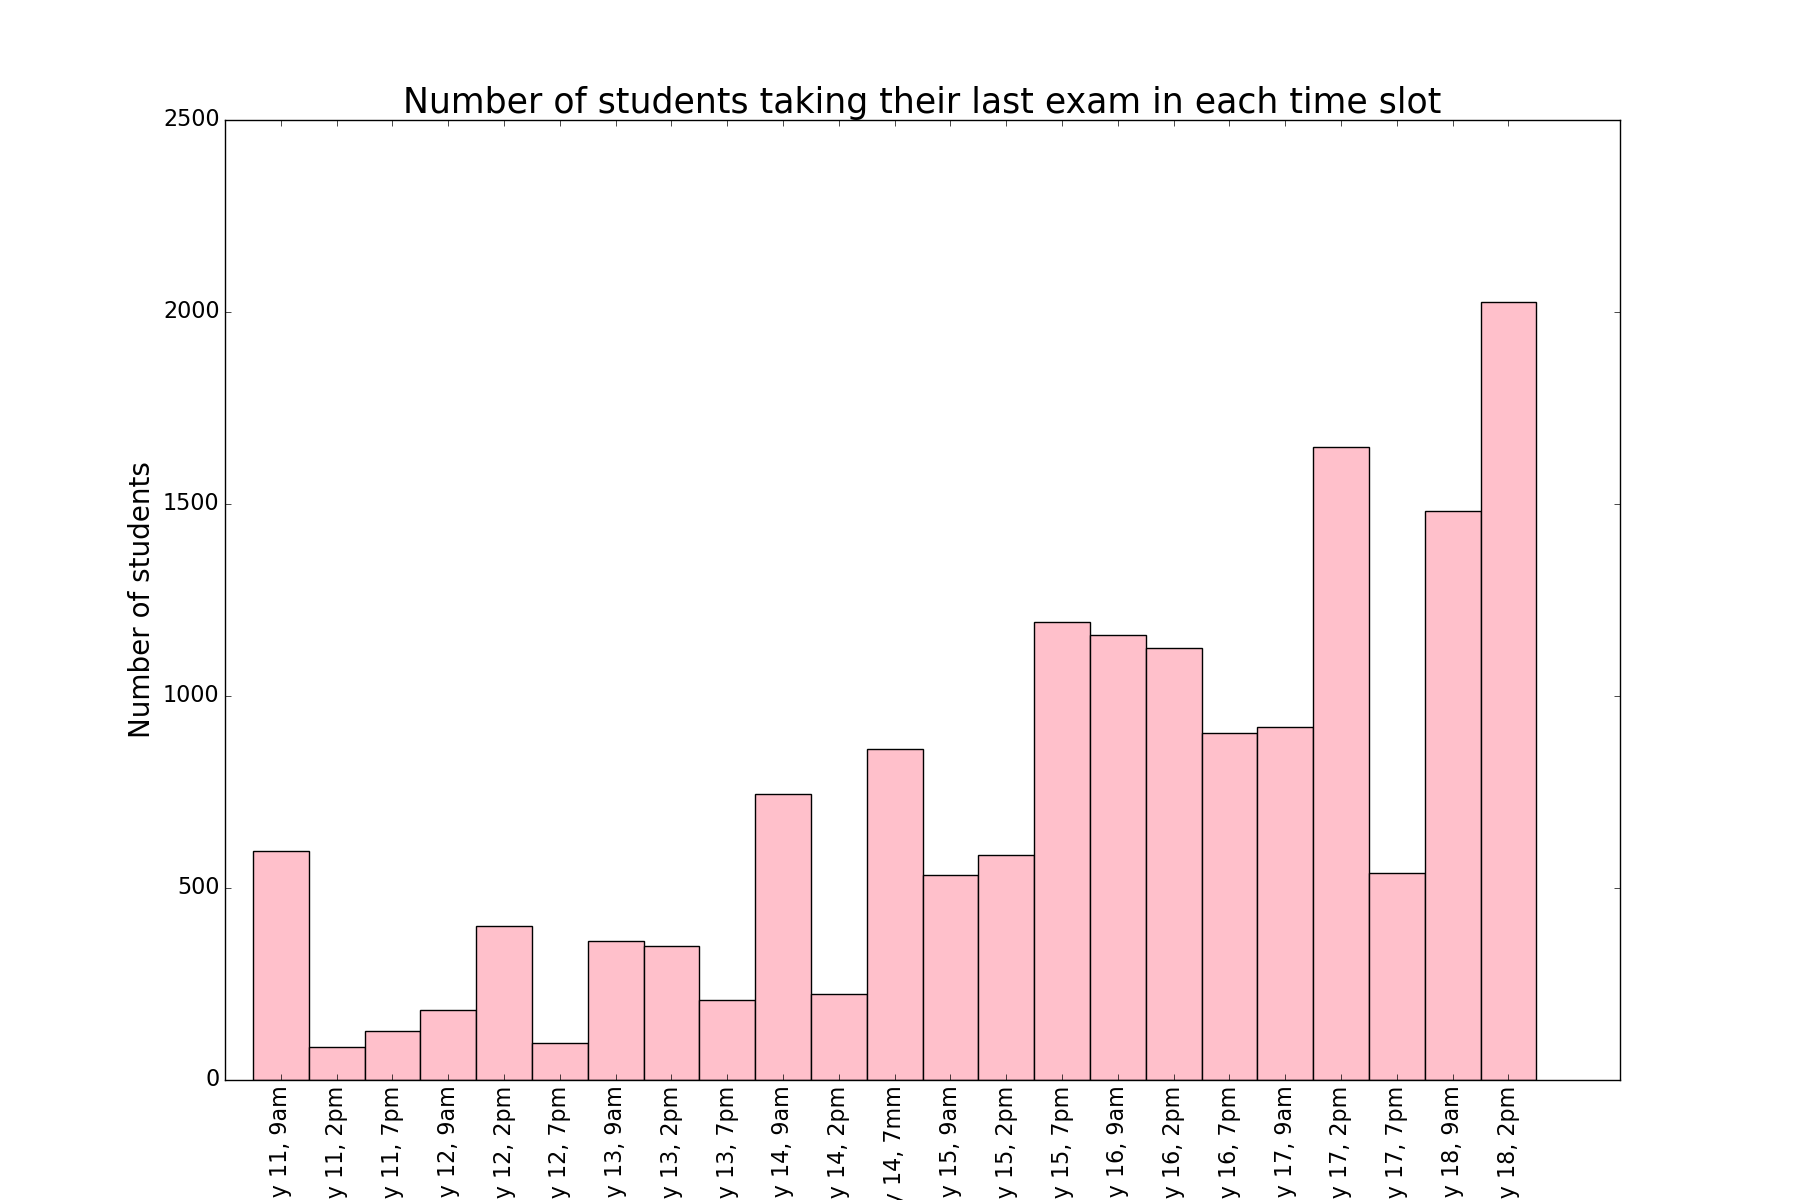 Number of students taking their last exam in each time slot
2500
2000
1500
1000
500
0
Number of students
y 11, 9am
y 11, 2pm
y 11, 7pm
y 12, 9am
y 12, 2pm
y 12, 7pm
y 13, 9am
y 13, 2pm
y 13, 7pm
y 14, 9am
y 14, 2pm
y 14, 7mm
y 15, 9am
y 15, 2pm
y 15, 7pm
y 16, 9am
y 16, 2pm
y 16, 7pm
y 17, 9am
y 17, 2pm
y 17, 7pm
y 18, 9am
y 18, 2pm